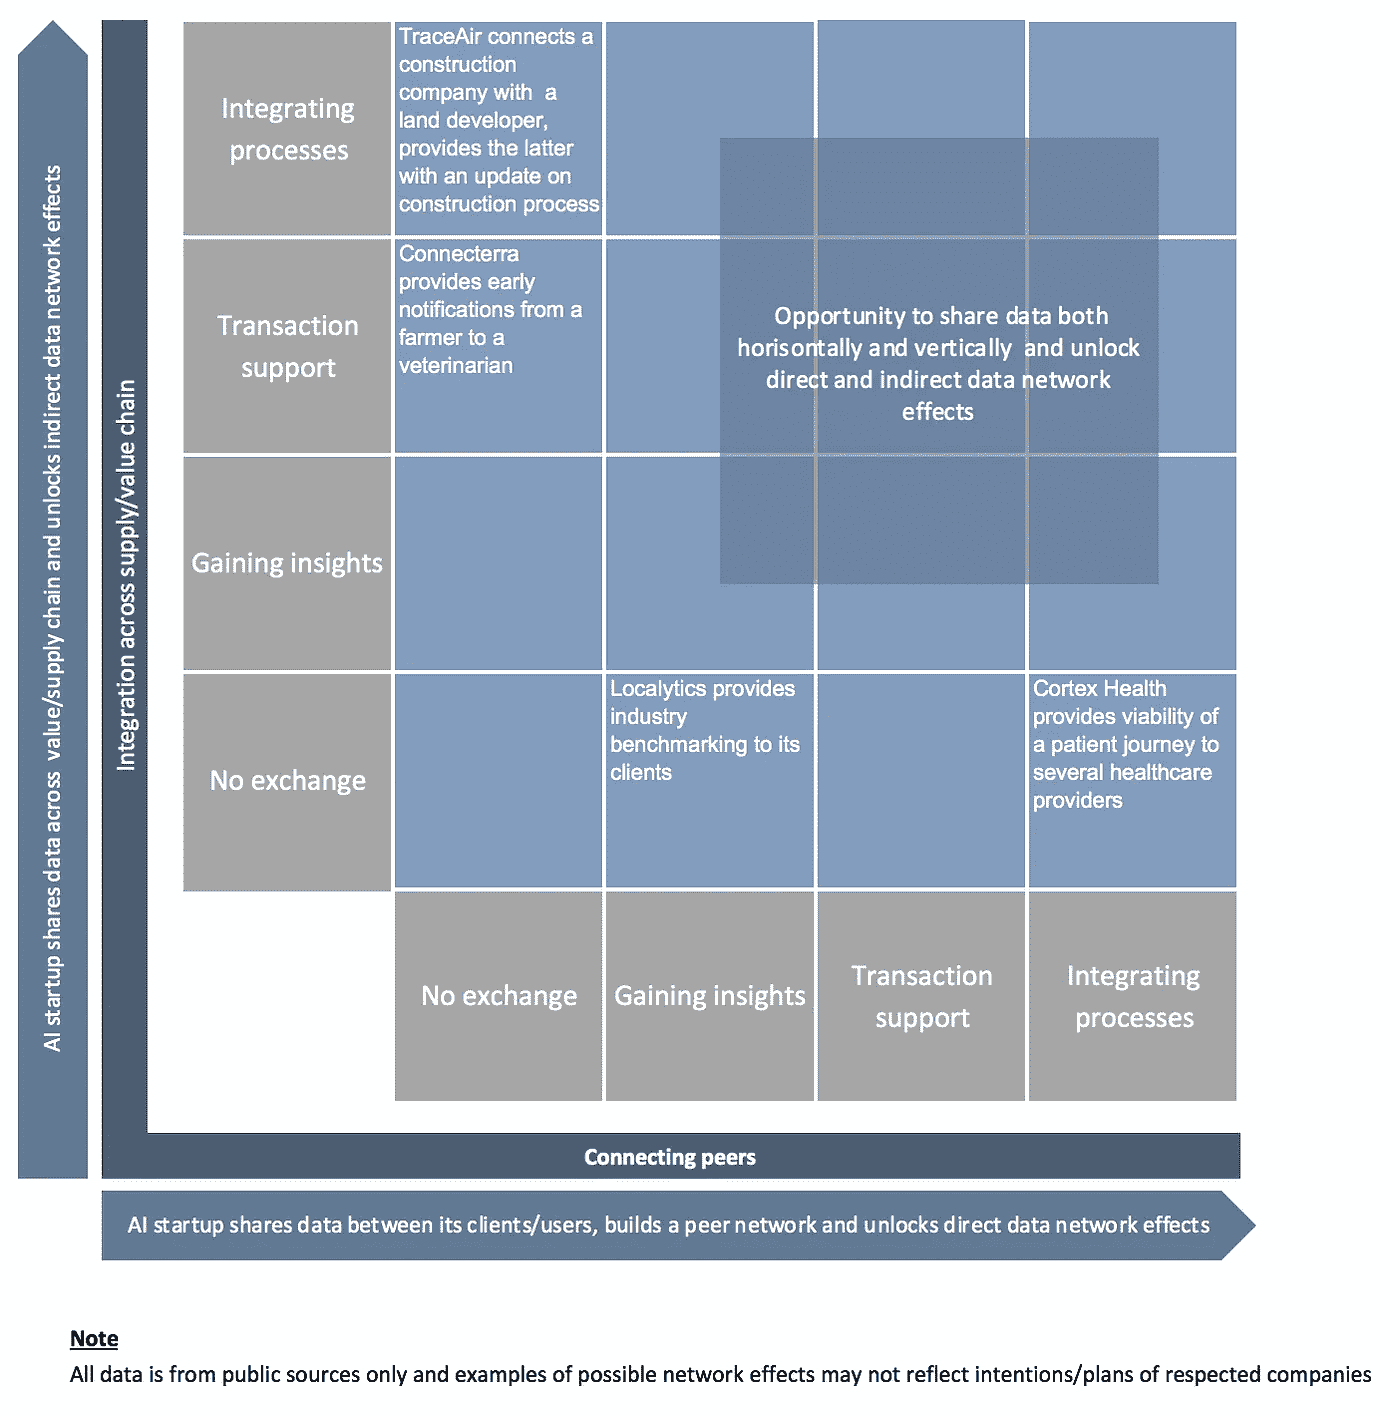 AI startup shares data across value/supply chain and unlocks indirect data network effects
Integration across supply/value chain
Integrating
processes
TraceAir connects a
construction
company with a
land developer,
provides the latter
with an update on
construction process
Transaction
support
Connecterra
provides early
notifications from a
farmer to a
veterinarian
Opportunity to share data both
horisontally and vertically and unlock
direct and indirect data network
effects
Gaining insights
No exchange
Localytics provides
industry
benchmarking to its
clients
Cortex Health
provides viability of
a patient journey to
several healthcare
providers
No exchange
Gaining insights
Transaction
support
Integrating
processes
Connecting peers
AI startup shares data between its clients/users, builds a peer network and unlocks direct data network effects
Note
All data is from public sources only and examples of possible network effects may not reflect intentions/plans of respected companies